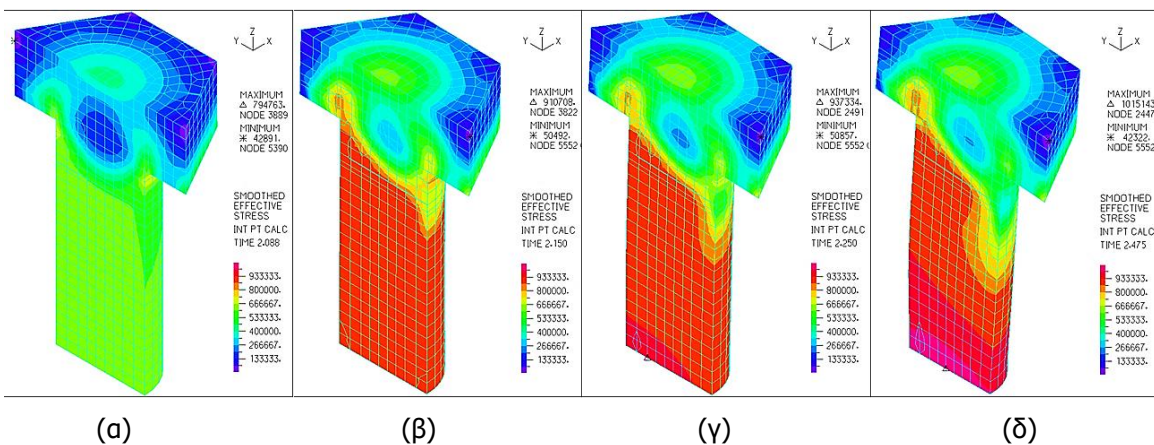 Z
Y X
MAXIMUM
Δ 794763.
NODE 3889
MINIMUM
* 42891.
NODE 5390
SMOOTHED
EFFECTIVE
STRESS
INT PT CALC
TIME 2.088
933333.
800000.
666667.
533333.
400000.
266667.
133333.
(α)
Z
Y X
MAXIMUM
Δ 910708.
NODE 3822
MINIMUM
* 50492.
NODE 5552
SMOOTHED
EFFECTIVE
STRESS
INT PT CALC
TIME 2.150
933333.
800000.
666667.
533333.
400000.
266667.
133333.
(β)
Z
Y X
MAXIMUM
Δ 937334.
NODE 2491
MINIMUM
* 50857.
NODE 5552
SMOOTHED
EFFECTIVE
STRESS
INT PT CALC
TIME 2.250
933333.
800000.
666667.
533333.
400000.
266667.
133333.
(γ)
Z
Y X
MAXIMUM
Δ 1015143
NODE 2447
MINIMUM
* 42322.
NODE 5552
SMOOTHED
EFFECTIVE
STRESS
INT PT CALC
TIME 2.475
933333.
800000.
666667.
533333.
400000.
266667.
133333.
(δ)